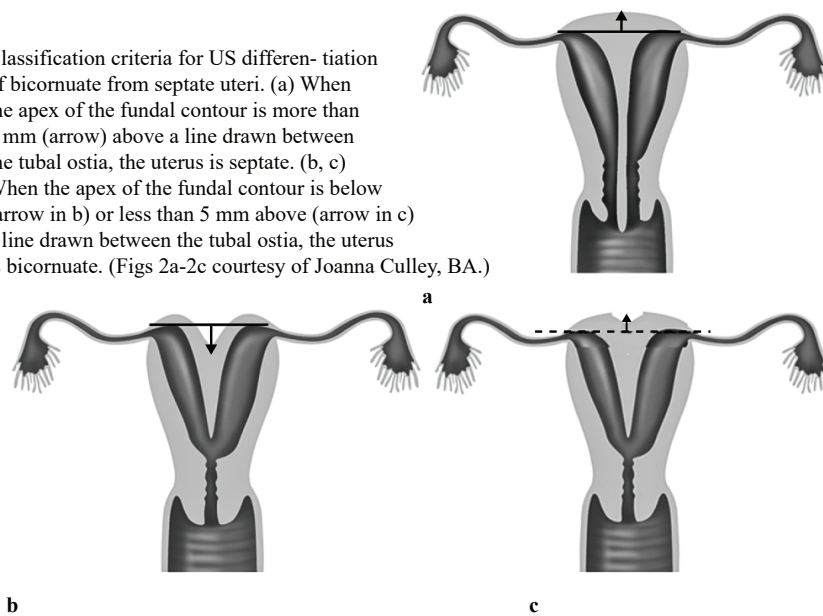 lassification criteria for US differen- tiation
f bicornuate from septate uteri. (a) When
he apex of the fundal contour is more than
mm (arrow) above a line drawn between
he tubal ostia, the uterus is septate. (b, c)
When the apex of the fundal contour is below
arrow in b) or less than 5 mm above (arrow in c)
line drawn between the tubal ostia, the uterus
bicornuate. (Figs 2a-2c courtesy of Joanna Culley, BA.)
a
b
c